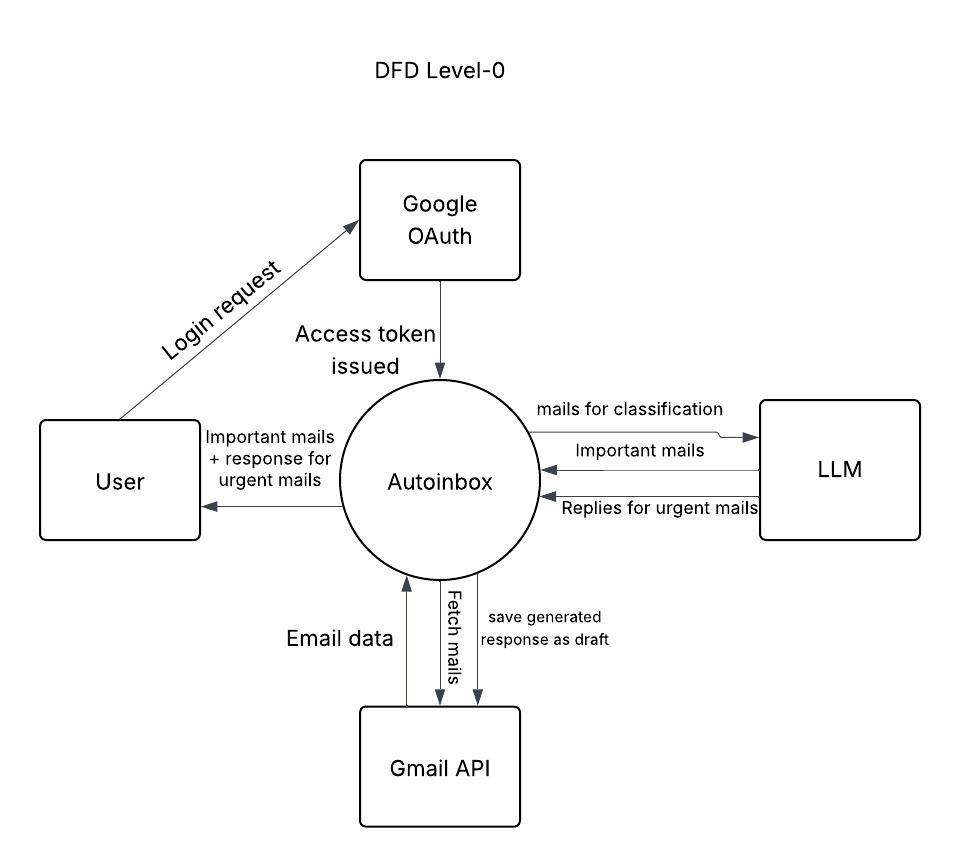 DFD Level-0
Google
OAuth
Login request
Access token
issued
mails for classification
Important mails
+ response for
urgent mails
Important mails
User
Autoinbox
LLM
Replies for urgent mails
Email data
Fetch mails
save generated
response as draft
Gmail API